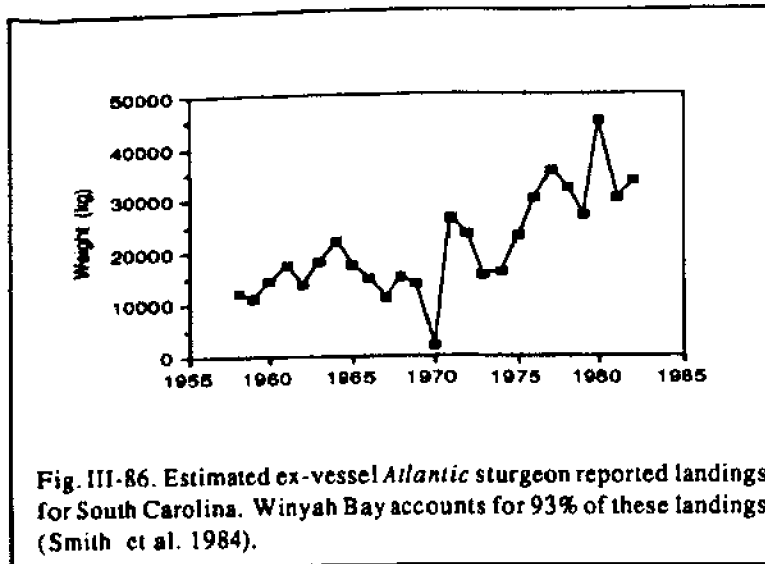 50000
40000
30000
20000
10000
0
Weight (kg)
1955 1960 1965 1970 1975 1980 1985
Fig. III-86. Estimated ex-vessel Atlantic sturgeon reported landings
for South Carolina. Winyah Bay accounts for 93% of these landings
(Smith et al. 1984).